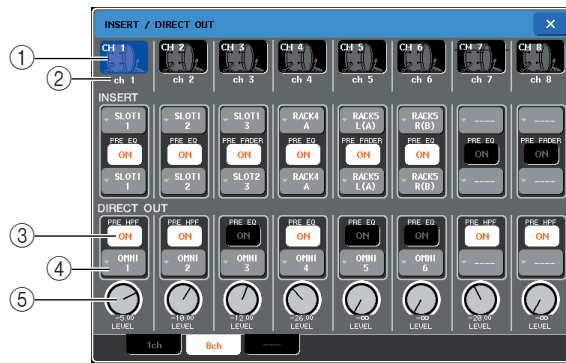 INSERT / DIRECT OUT ×
CH 1 CH 2 CH 3 CH 4 CH 5 CH 6 CH 7 CH 8
① 
② ch 1 ch 2 ch 3 ch 4 ch 5 ch 6 ch 7 ch 8
INSERT
SLOT1 1 SLOT1 2 SLOT1 3 RACK4 A RACK5 L(A) RACK5 R(B) ---- ----
PRE EQ PRE EQ PRE FADER PRE EQ PRE FADER PRE EQ PRE EQ PRE FADER
ON ON ON ON ON ON ON ON
SLOT1 1 SLOT1 2 SLOT2 3 RACK4 A RACK5 L(A) RACK5 R(B) ---- ----
DIRECT OUT
PRE HPF PRE HPF PRE EQ PRE HPF PRE EQ PRE EQ PRE HPF PRE HPF
③ ON ON ON ON ON ON ON ON
④ OMNI 1 OMNI 2 OMNI 3 OMNI 4 OMNI 5 OMNI 6 ---- ----
⑤ -5.00 -10.00 -12.00 -26.00 -∞ -∞ -20.00 -∞
LEVEL LEVEL LEVEL LEVEL LEVEL LEVEL LEVEL LEVEL
1ch 8ch ---